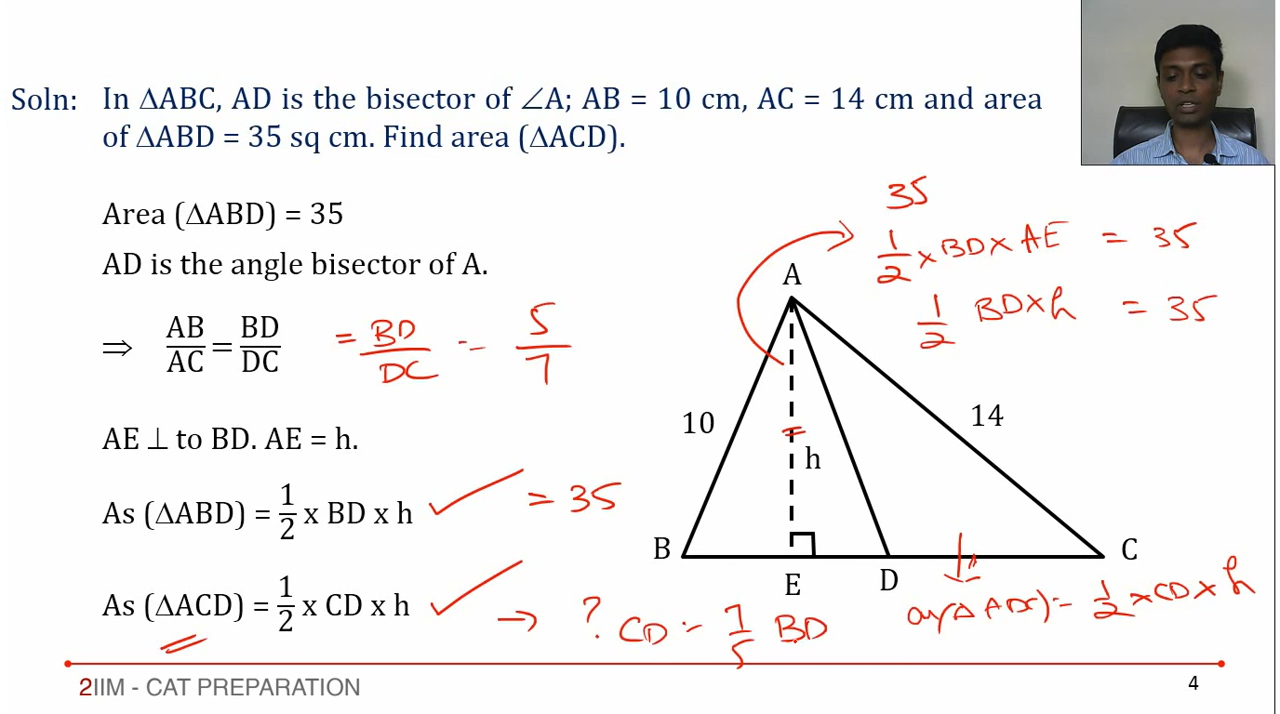 Soln: In ΔABC, AD is the bisector of ∠A; AB = 10 cm, AC = 14 cm and area
of ΔABD = 35 sq cm. Find area (ΔACD).
35
Area (ΔABD) = 35
1/2 × BD × AE = 35
AD is the angle bisector of A.
A
1/2 BD × h = 35
⇒ AB/AC = BD/DC = BD/DC = 5/7
10
14
AE ⊥ to BD. AE = h.
h
As (ΔABD) = 1/2 x BD x h ✓ = 35
B
C
E
D
As (ΔACD) = 1/2 x CD x h ✓ → ? CD = 7/5 BD
ar(Δ ADC) = 1/2 × CD × h
2IIM - CAT PREPARATION
4